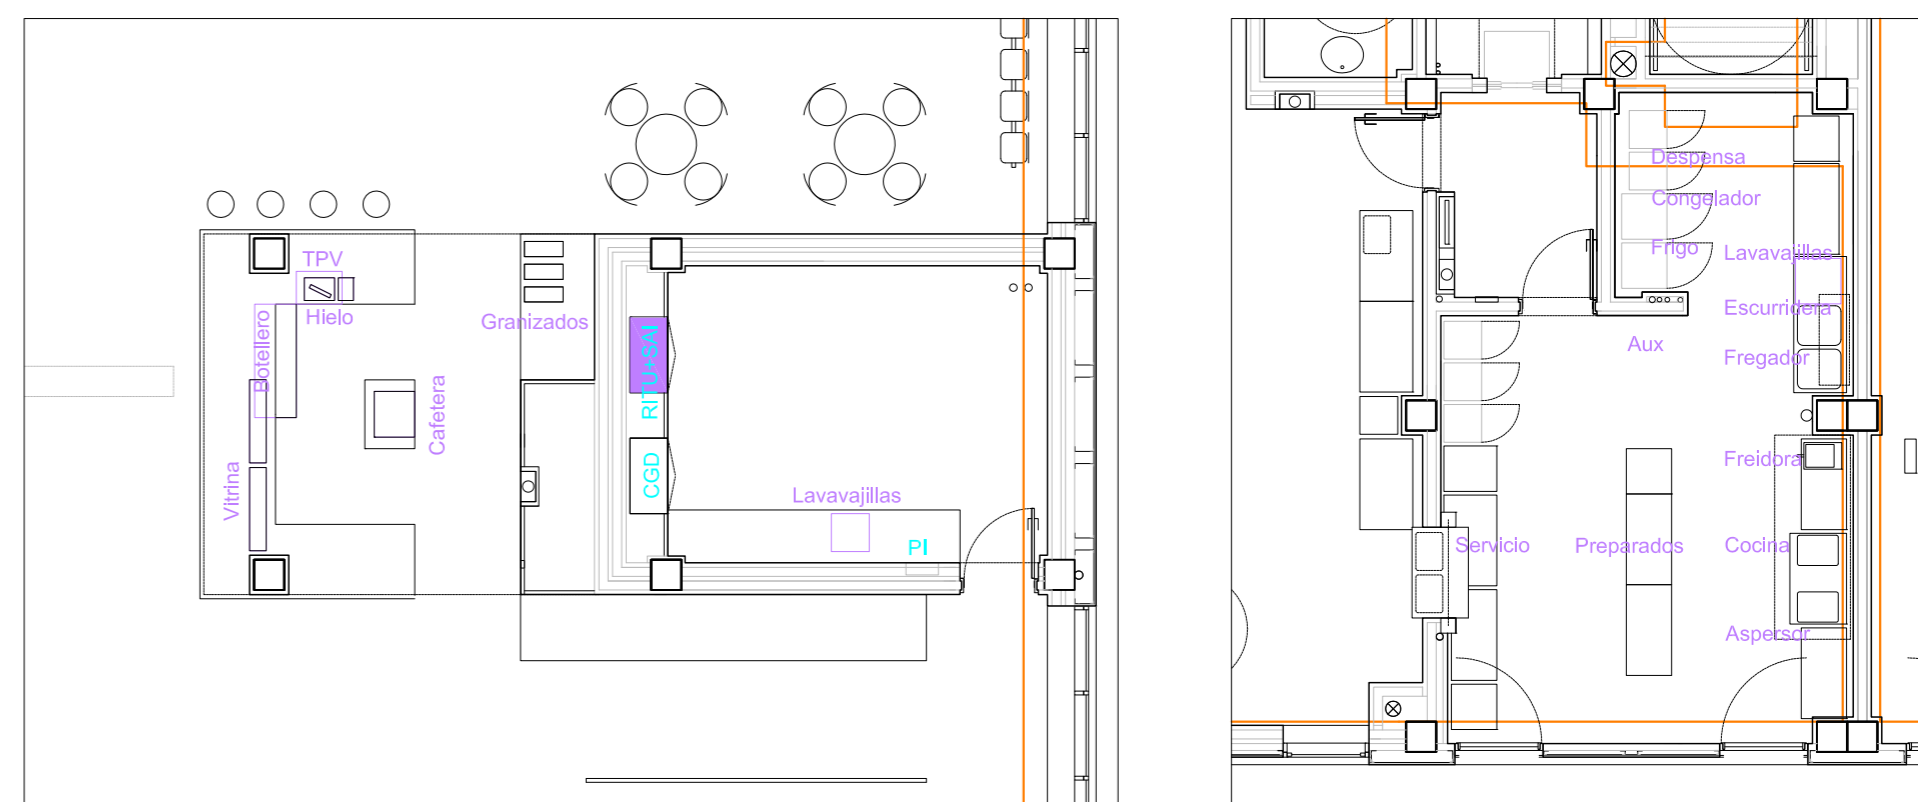 TPV
Hielo
Botellero
Vitrina
Cafetera
Granizados
RITU+SAI
CGD
Lavavajillas
PI
Despensa
Congelador
Frigo
Lavavajillas
Escurridera
Aux
Fregador
Freidora
Servicio
Preparados
Cocina
Aspersor